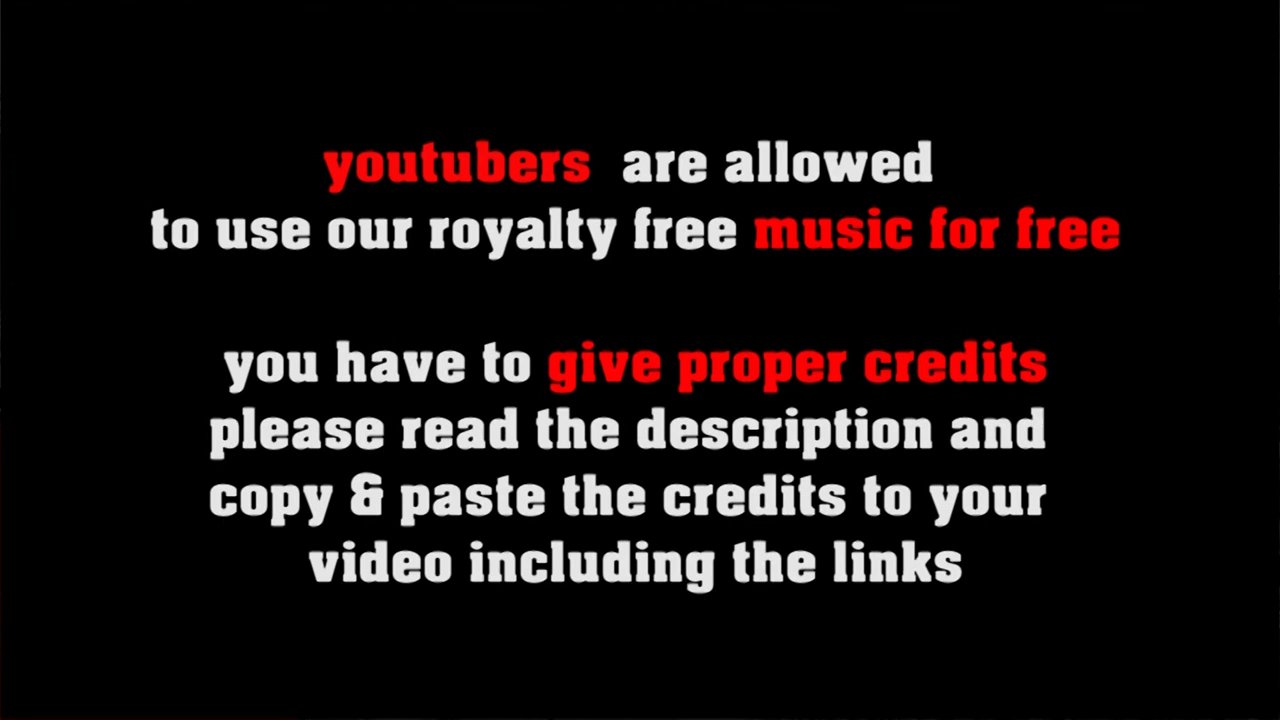 youtubers are allowed
to use our royalty free music for free
you have to give proper credits
please read the description and
copy & paste the credits to your
video including the links